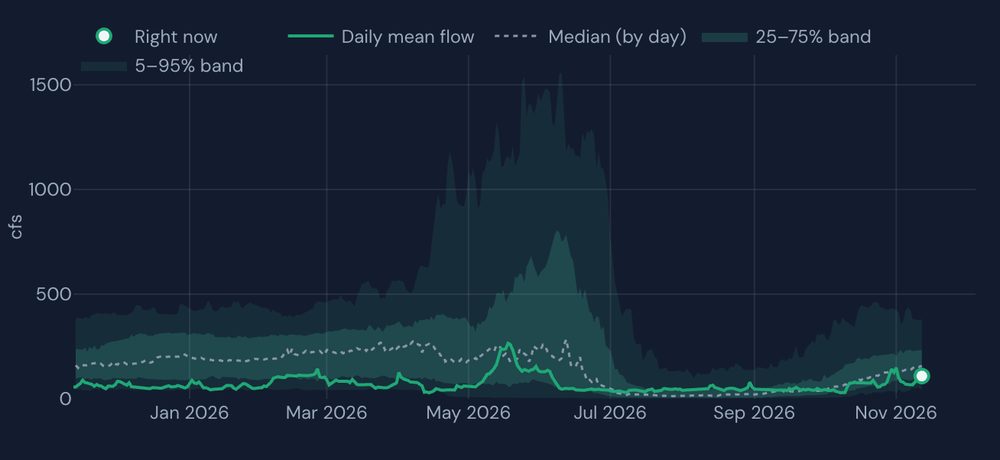 Right now Daily mean flow Median (by day) 25–75% band
5–95% band
1500
1000
cfs
500
0
Jan 2026 Mar 2026 May 2026 Jul 2026 Sep 2026 Nov 2026